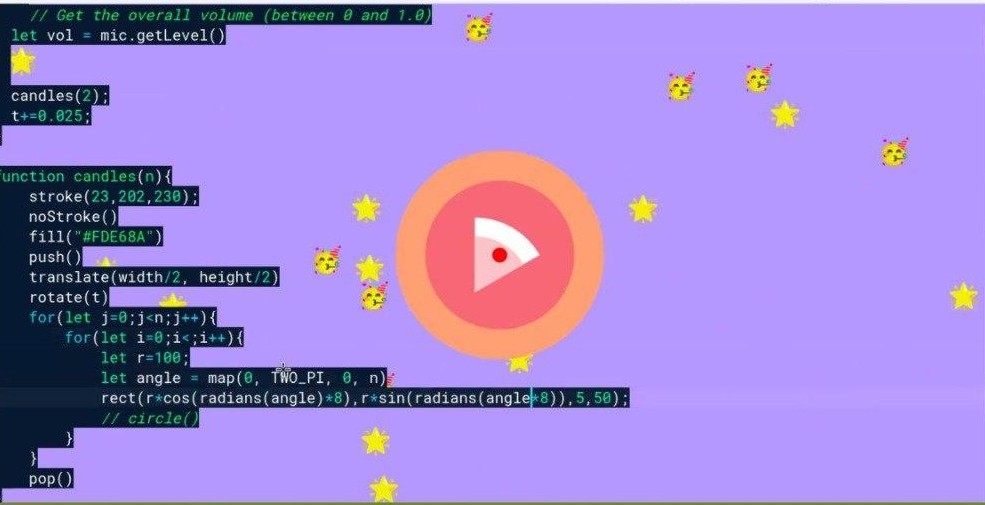 // Get the overall volume (between 0 and 1.0)
let vol = mic.getLevel()
candles(2);
t+=0.025;
unction candles(n){
stroke(23,202,230);
noStroke()
fill("#FDE68A")
push()
translate(width/2, height/2)
rotate(t)
for(let j=0;j<n;j++){
for(let i=0;i<;i++){
let r=100;
let angle = map(0, TWO_PI, 0, n)
rect(r*cos(radians(angle)*8),r*sin(radians(angle*8)),5,50);
// circle()
}
}
pop()